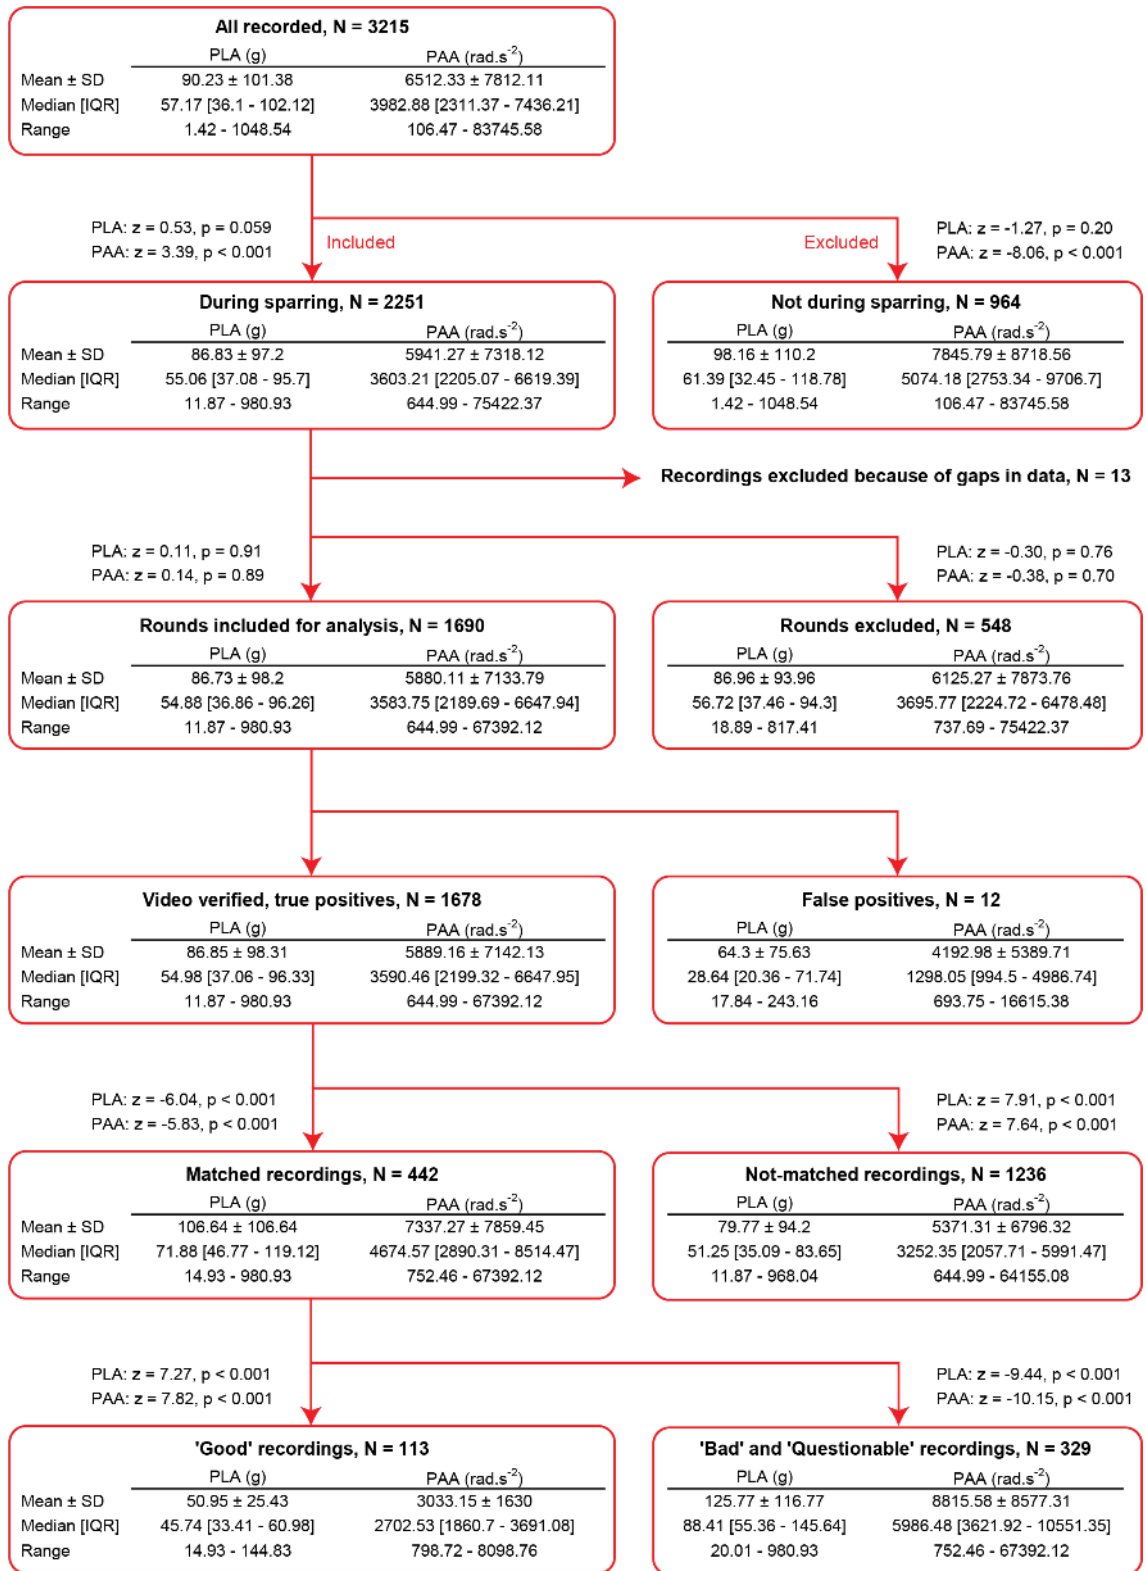 All recorded, N = 3215
PLA (g) PAA (rad.s-2)
Mean ± SD 90.23 ± 101.38 6512.33 ± 7812.11
Median [IQR] 57.17 [36.1 - 102.12] 3982.88 [2311.37 - 7436.21]
Range 1.42 - 1048.54 106.47 - 83745.58
PLA: z = 0.53, p = 0.059
PAA: z = 3.39, p < 0.001
Included
Excluded
PLA: z = -1.27, p = 0.20
PAA: z = -8.06, p < 0.001
During sparring, N = 2251
PLA (g) PAA (rad.s-2)
Mean ± SD 86.83 ± 97.2 5941.27 ± 7318.12
Median [IQR] 55.06 [37.08 - 95.7] 3603.21 [2205.07 - 6619.39]
Range 11.87 - 980.93 644.99 - 75422.37
Not during sparring, N = 964
PLA (g) PAA (rad.s-2)
98.16 ± 110.2 7845.79 ± 8718.56
61.39 [32.45 - 118.78] 5074.18 [2753.34 - 9706.7]
1.42 - 1048.54 106.47 - 83745.58
Recordings excluded because of gaps in data, N = 13
PLA: z = 0.11, p = 0.91
PAA: z = 0.14, p = 0.89
PLA: z = -0.30, p = 0.76
PAA: z = -0.38, p = 0.70
Rounds included for analysis, N = 1690
PLA (g) PAA (rad.s-2)
Mean ± SD 86.73 ± 98.2 5880.11 ± 7133.79
Median [IQR] 54.88 [36.86 - 96.26] 3583.75 [2189.69 - 6647.94]
Range 11.87 - 980.93 644.99 - 67392.12
Rounds excluded, N = 548
PLA (g) PAA (rad.s-2)
86.96 ± 93.96 6125.27 ± 7873.76
56.72 [37.46 - 94.3] 3695.77 [2224.72 - 6478.48]
18.89 - 817.41 737.69 - 75422.37
Video verified, true positives, N = 1678
PLA (g) PAA (rad.s-2)
Mean ± SD 86.85 ± 98.31 5889.16 ± 7142.13
Median [IQR] 54.98 [37.06 - 96.33] 3590.46 [2199.32 - 6647.95]
Range 11.87 - 980.93 644.99 - 67392.12
False positives, N = 12
PLA (g) PAA (rad.s-2)
64.3 ± 75.63 4192.98 ± 5389.71
28.64 [20.36 - 71.74] 1298.05 [994.5 - 4986.74]
17.84 - 243.16 693.75 - 16615.38
PLA: z = -6.04, p < 0.001
PAA: z = -5.83, p < 0.001
PLA: z = 7.91, p < 0.001
PAA: z = 7.64, p < 0.001
Matched recordings, N = 442
PLA (g) PAA (rad.s-2)
Mean ± SD 106.64 ± 106.64 7337.27 ± 7859.45
Median [IQR] 71.88 [46.77 - 119.12] 4674.57 [2890.31 - 8514.47]
Range 14.93 - 980.93 752.46 - 67392.12
Not-matched recordings, N = 1236
PLA (g) PAA (rad.s-2)
79.77 ± 94.2 5371.31 ± 6796.32
51.25 [35.09 - 83.65] 3252.35 [2057.71 - 5991.47]
11.87 - 968.04 644.99 - 64155.08
PLA: z = 7.27, p < 0.001
PAA: z = 7.82, p < 0.001
PLA: z = -9.44, p < 0.001
PAA: z = -10.15, p < 0.001
'Good' recordings, N = 113
PLA (g) PAA (rad.s-2)
Mean ± SD 50.95 ± 25.43 3033.15 ± 1630
Median [IQR] 45.74 [33.41 - 60.98] 2702.53 [1860.7 - 3691.08]
Range 14.93 - 144.83 798.72 - 8098.76
'Bad' and 'Questionable' recordings, N = 329
PLA (g) PAA (rad.s-2)
125.77 ± 116.77 8815.58 ± 8577.31
88.41 [55.36 - 145.64] 5986.48 [3621.92 - 10551.35]
20.01 - 980.93 752.46 - 67392.12